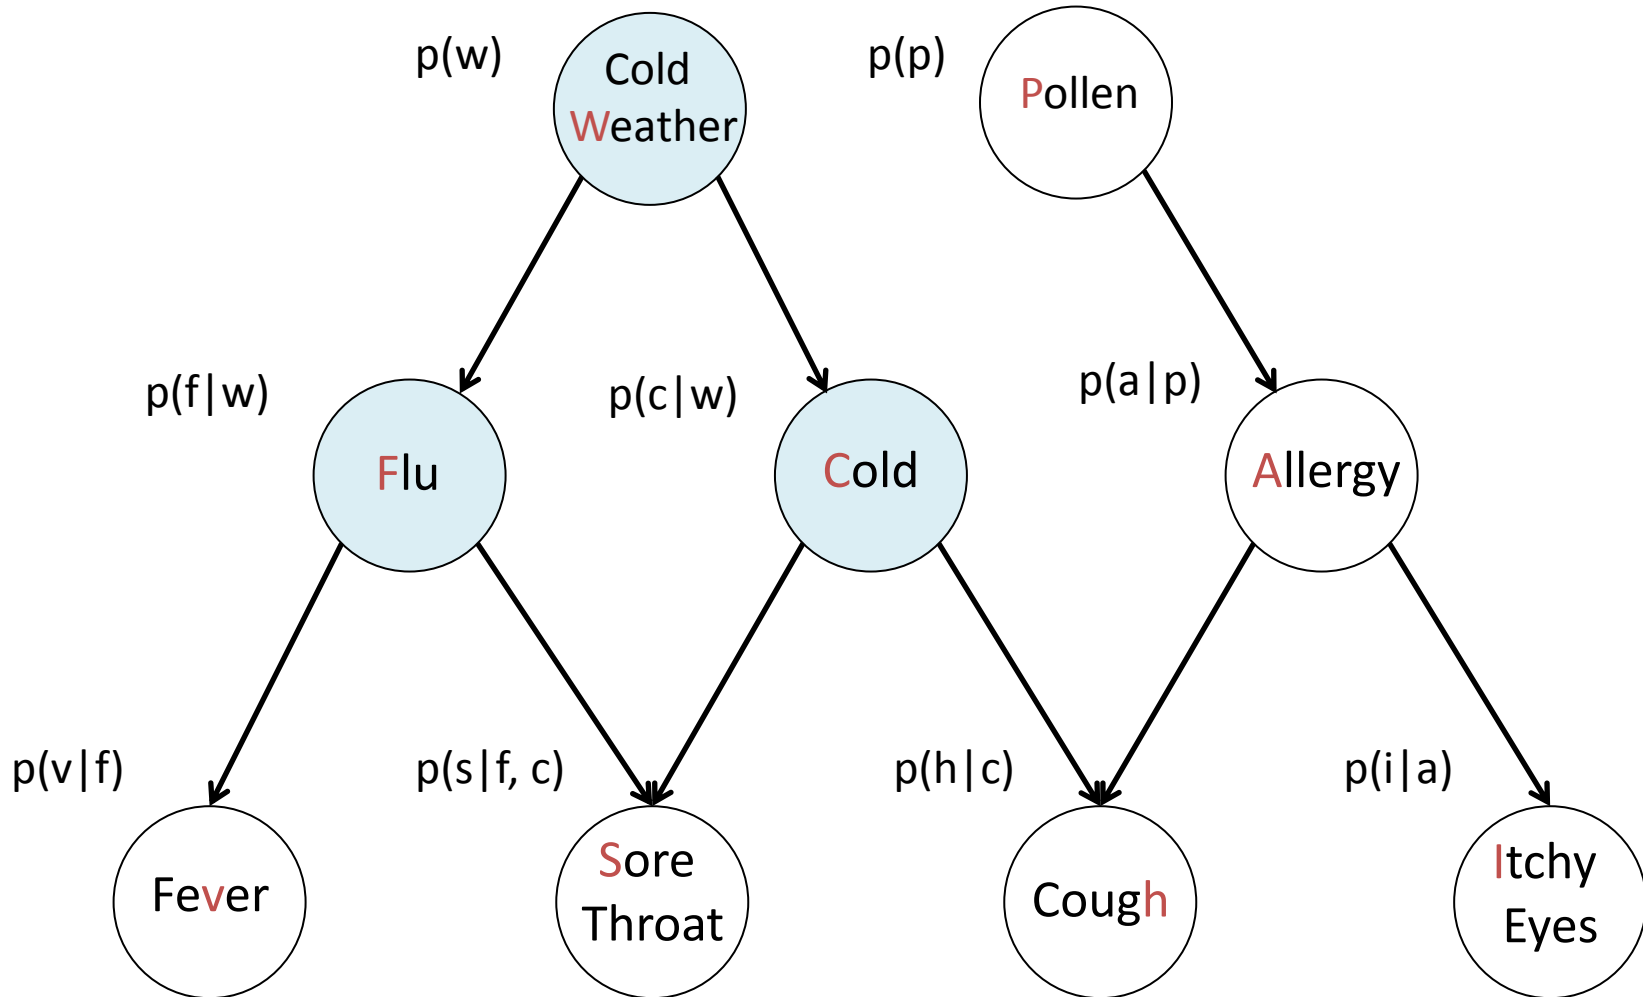 p(w)
Cold
Weather
p(p)
Pollen
p(f|w)
Flu
p(c|w)
Cold
p(a|p)
Allergy
p(v|f)
Fever
p(s|f, c)
Sore
Throat
p(h|c)
Cough
p(i|a)
Itchy
Eyes